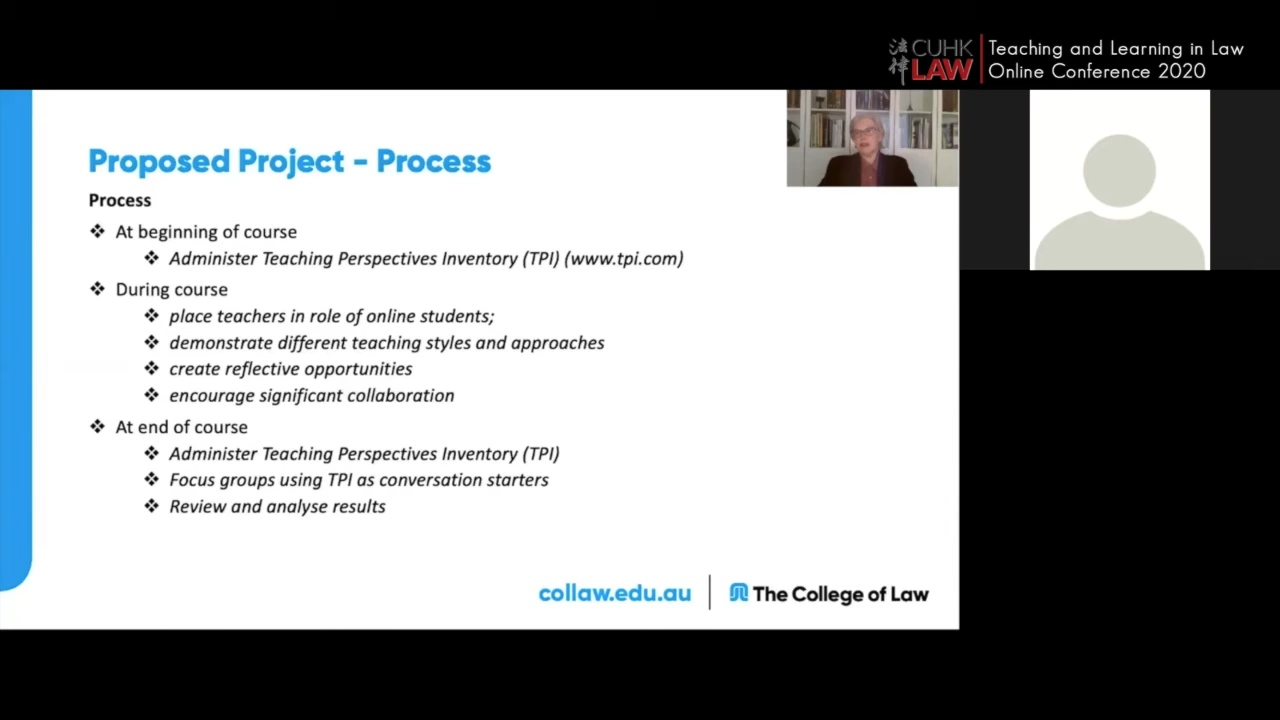 法律 CUHK LAW
Teaching and Learning in Law
Online Conference 2020
Proposed Project - Process
Process
❖ At beginning of course
❖ Administer Teaching Perspectives Inventory (TPI) (www.tpi.com)
❖ During course
❖ place teachers in role of online students;
❖ demonstrate different teaching styles and approaches
❖ create reflective opportunities
❖ encourage significant collaboration
❖ At end of course
❖ Administer Teaching Perspectives Inventory (TPI)
❖ Focus groups using TPI as conversation starters
❖ Review and analyse results
collaw.edu.au
The College of Law